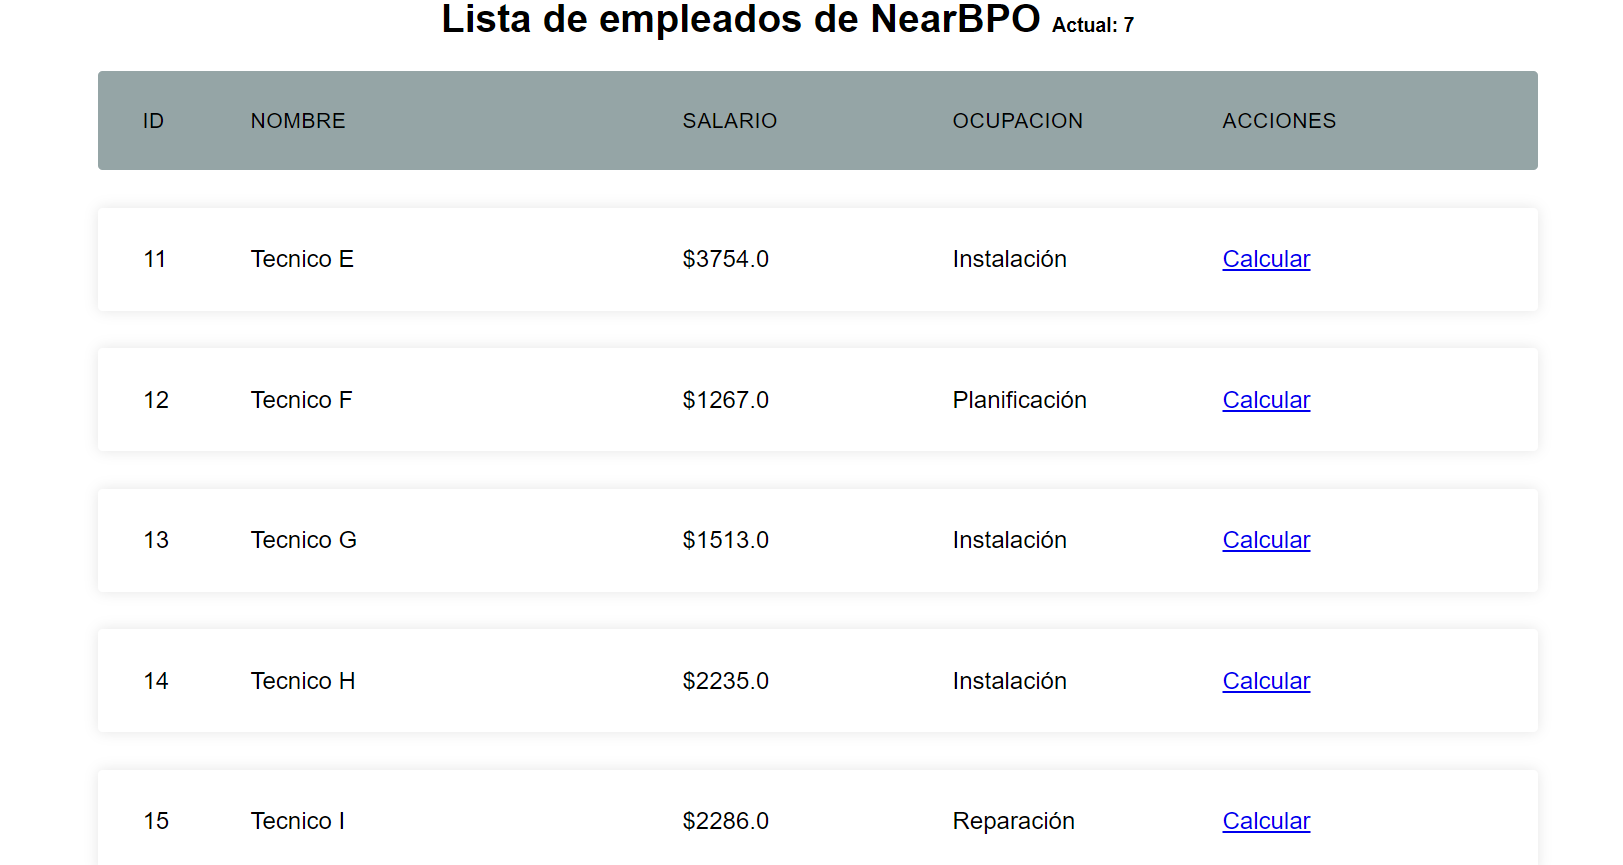 Lista de empleados de NearBPO Actual: 7
ID NOMBRE SALARIO OCUPACION ACCIONES
11 Tecnico E $3754.0 Instalación Calcular
12 Tecnico F $1267.0 Planificación Calcular
13 Tecnico G $1513.0 Instalación Calcular
14 Tecnico H $2235.0 Instalación Calcular
15 Tecnico I $2286.0 Reparación Calcular